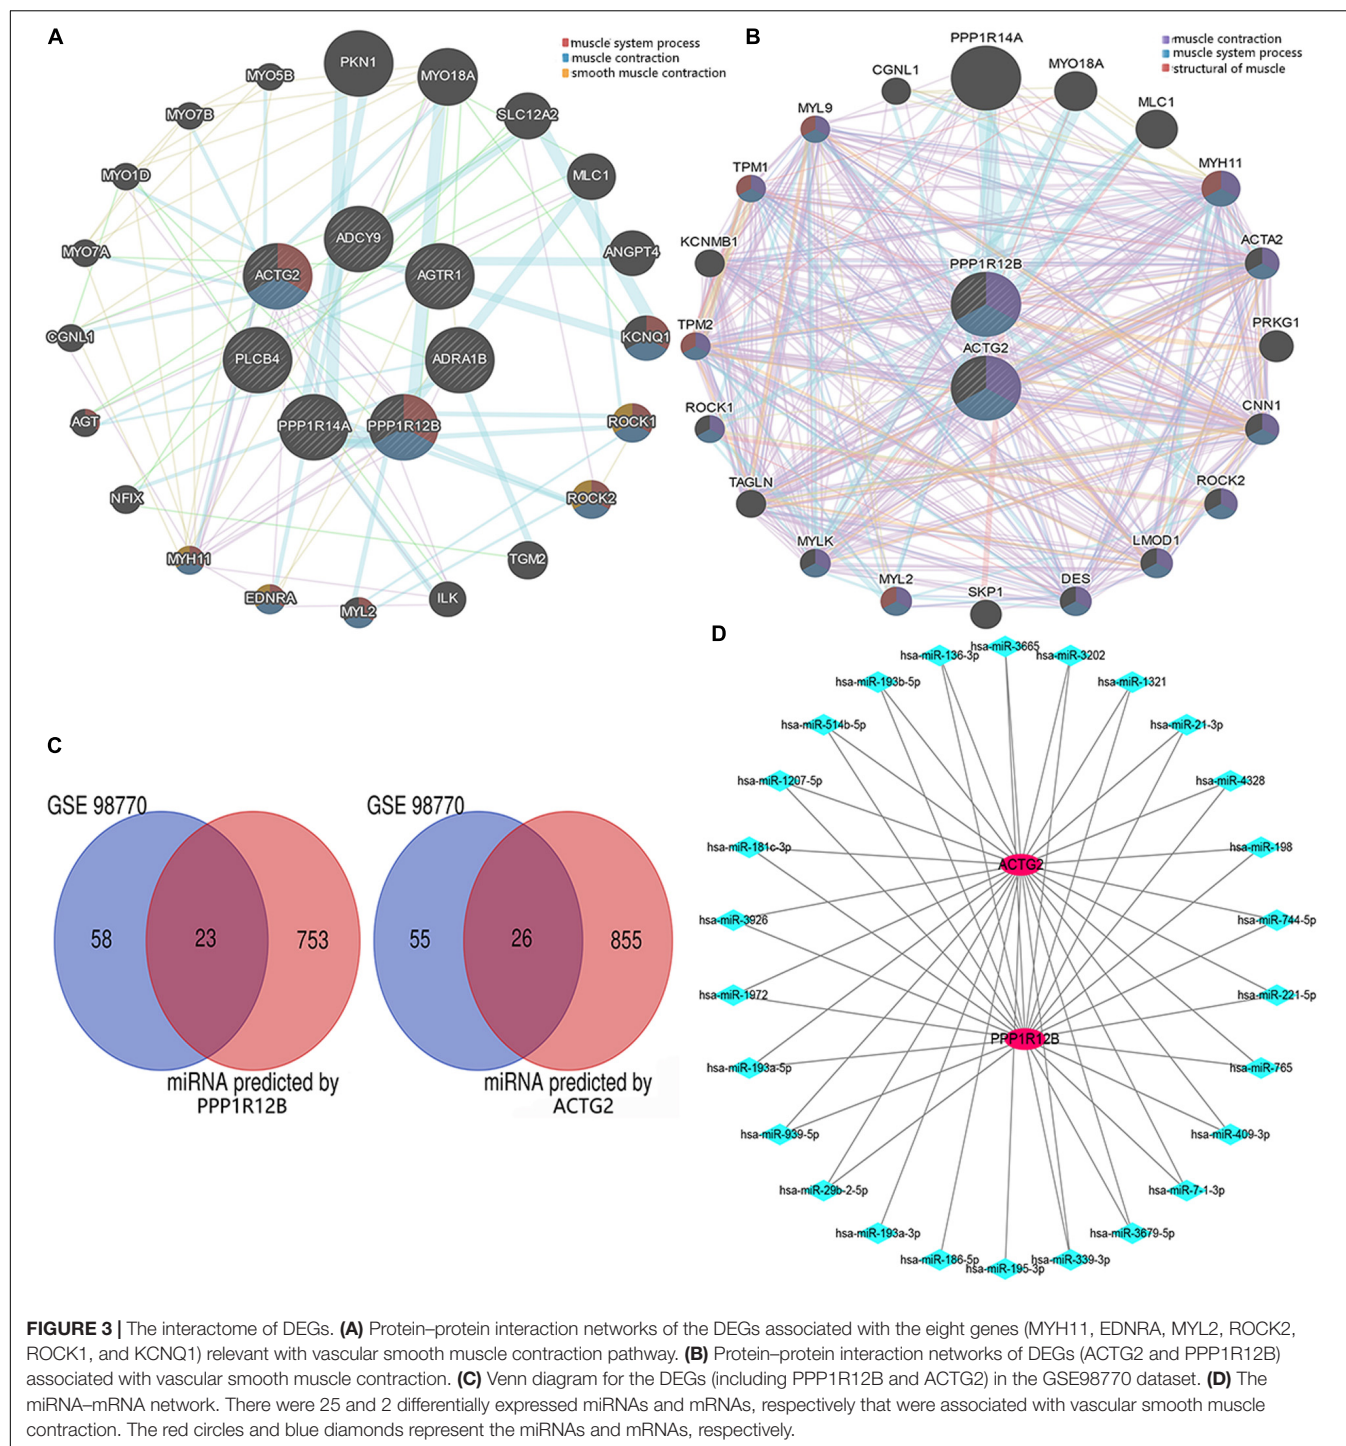 A
muscle system process
muscle contraction
smooth muscle contraction
PKN1
MYO18A
SLC12A2
MLC1
ANGPT4
KCNQ1
ROCK1
ROCK2
TGM2
ILK
MYL2
EDNRA
MYH11
NFIX
AGT
CGNL1
MYO7A
MYO1D
MYO7B
MYO5B
ADCY9
AGTR1
ADRA1B
PPP1R12B
PPP1R14A
PLCB4
ACTG2
B
muscle contraction
muscle system process
structural of muscle
PPP1R14A
MYO18A
MLC1
MYH11
ACTA2
PRKG1
CNN1
ROCK2
LMOD1
DES
SKP1
MYL2
MYLK
TAGLN
ROCK1
TPM2
KCNMB1
TPM1
MYL9
CGNL1
PPP1R12B
ACTG2
C
GSE 98770
58
23
753
miRNA predicted by
PPP1R12B
GSE 98770
55
26
855
miRNA predicted by
ACTG2
D
hsa-miR-3665
hsa-miR-3202
hsa-miR-1321
hsa-miR-21-3p
hsa-miR-4328
hsa-miR-198
hsa-miR-744-5p
hsa-miR-221-5p
hsa-miR-765
hsa-miR-409-3p
hsa-miR-7-1-3p
hsa-miR-3679-5p
hsa-miR-339-3p
hsa-miR-195-3p
hsa-miR-186-5p
hsa-miR-193a-3p
hsa-miR-29b-2-5p
hsa-miR-939-5p
hsa-miR-193a-5p
hsa-miR-1972
hsa-miR-3926
hsa-miR-181c-3p
hsa-miR-1207-5p
hsa-miR-514b-5p
hsa-miR-193b-5p
hsa-miR-136-3p
ACTG2
PPP1R12B
FIGURE 3 | The interactome of DEGs. (A) Protein–protein interaction networks of the DEGs associated with the eight genes (MYH11, EDNRA, MYL2, ROCK2,
ROCK1, and KCNQ1) relevant with vascular smooth muscle contraction pathway. (B) Protein–protein interaction networks of DEGs (ACTG2 and PPP1R12B)
associated with vascular smooth muscle contraction. (C) Venn diagram for the DEGs (including PPP1R12B and ACTG2) in the GSE98770 dataset. (D) The
miRNA–mRNA network. There were 25 and 2 differentially expressed miRNAs and mRNAs, respectively that were associated with vascular smooth muscle
contraction. The red circles and blue diamonds represent the miRNAs and mRNAs, respectively.